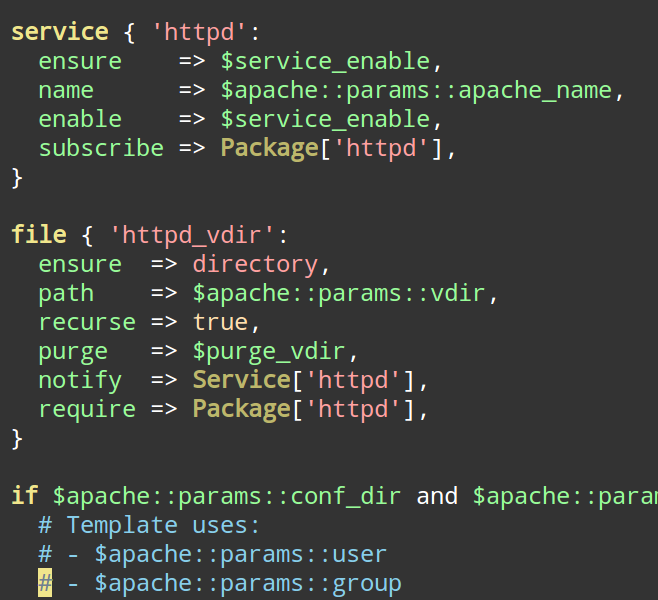 service { 'httpd':
  ensure    => $service_enable,
  name      => $apache::params::apache_name,
  enable    => $service_enable,
  subscribe => Package['httpd'],
}

file { 'httpd_vdir':
  ensure  => directory,
  path    => $apache::params::vdir,
  recurse => true,
  purge   => $purge_vdir,
  notify  => Service['httpd'],
  require => Package['httpd'],
}

if $apache::params::conf_dir and $apache::para
  # Template uses:
  # - $apache::params::user
  # - $apache::params::group